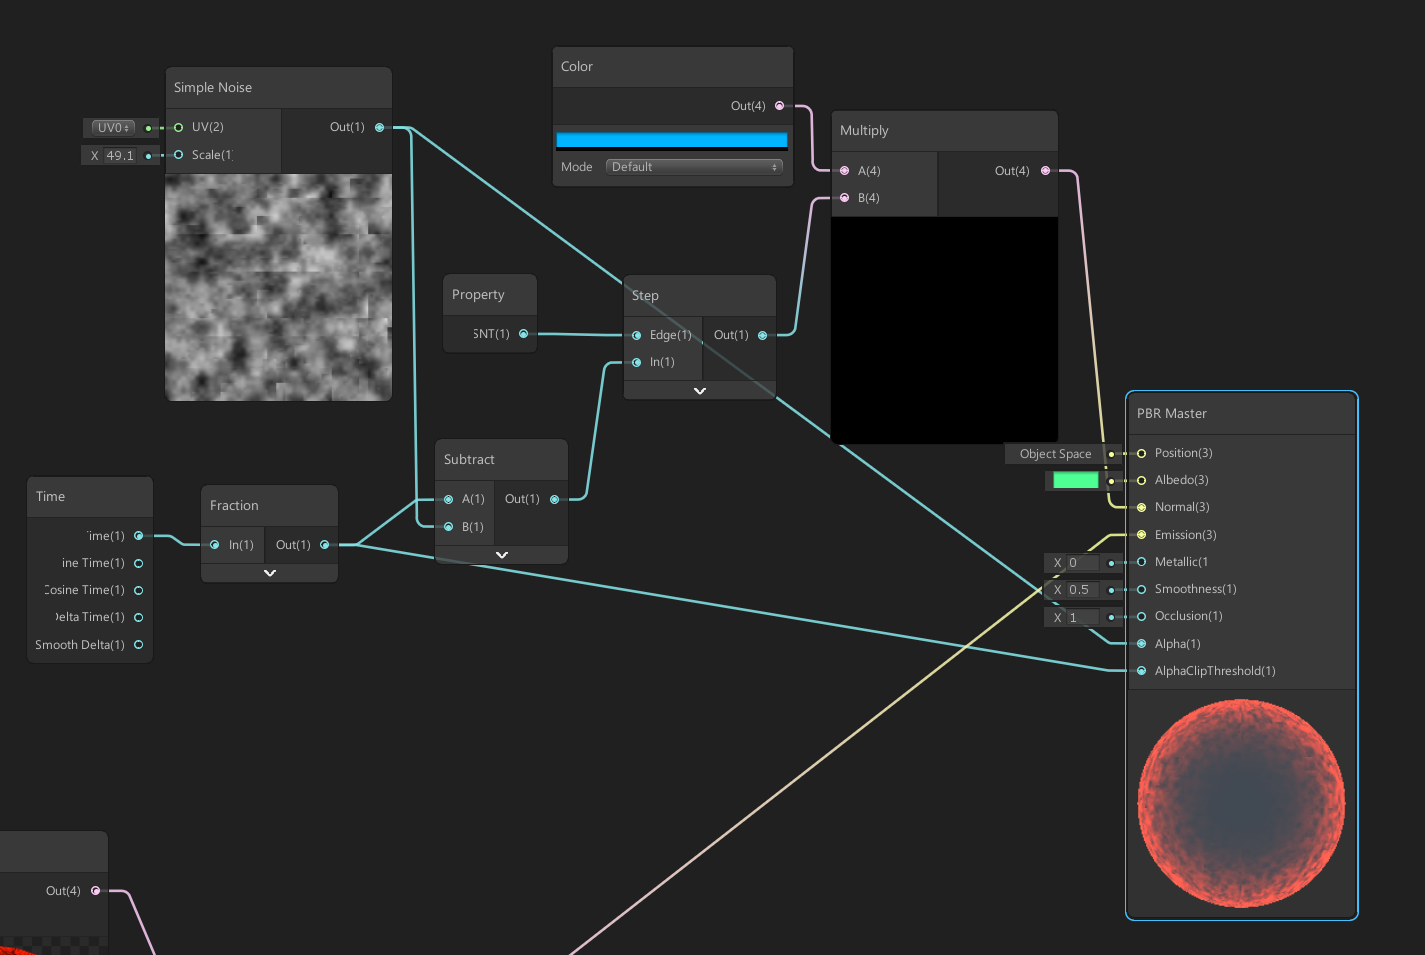 Simple Noise
UV0
UV(2)
Out(1)
X 49.1
Scale(1)
Color
Out(4)
Mode
Default
Multiply
A(4)
Out(4)
B(4)
Property
SNT(1)
Step
Edge(1)
Out(1)
In(1)
Subtract
A(1)
Out(1)
B(1)
Time
Time(1)
ine Time(1)
Cosine Time(1)
Delta Time(1)
Smooth Delta(1)
Fraction
In(1)
Out(1)
PBR Master
Object Space
Position(3)
Albedo(3)
Normal(3)
Emission(3)
X 0
Metallic(1
X 0.5
Smoothness(1)
X 1
Occlusion(1)
Alpha(1)
AlphaClipThreshold(1)
Out(4)